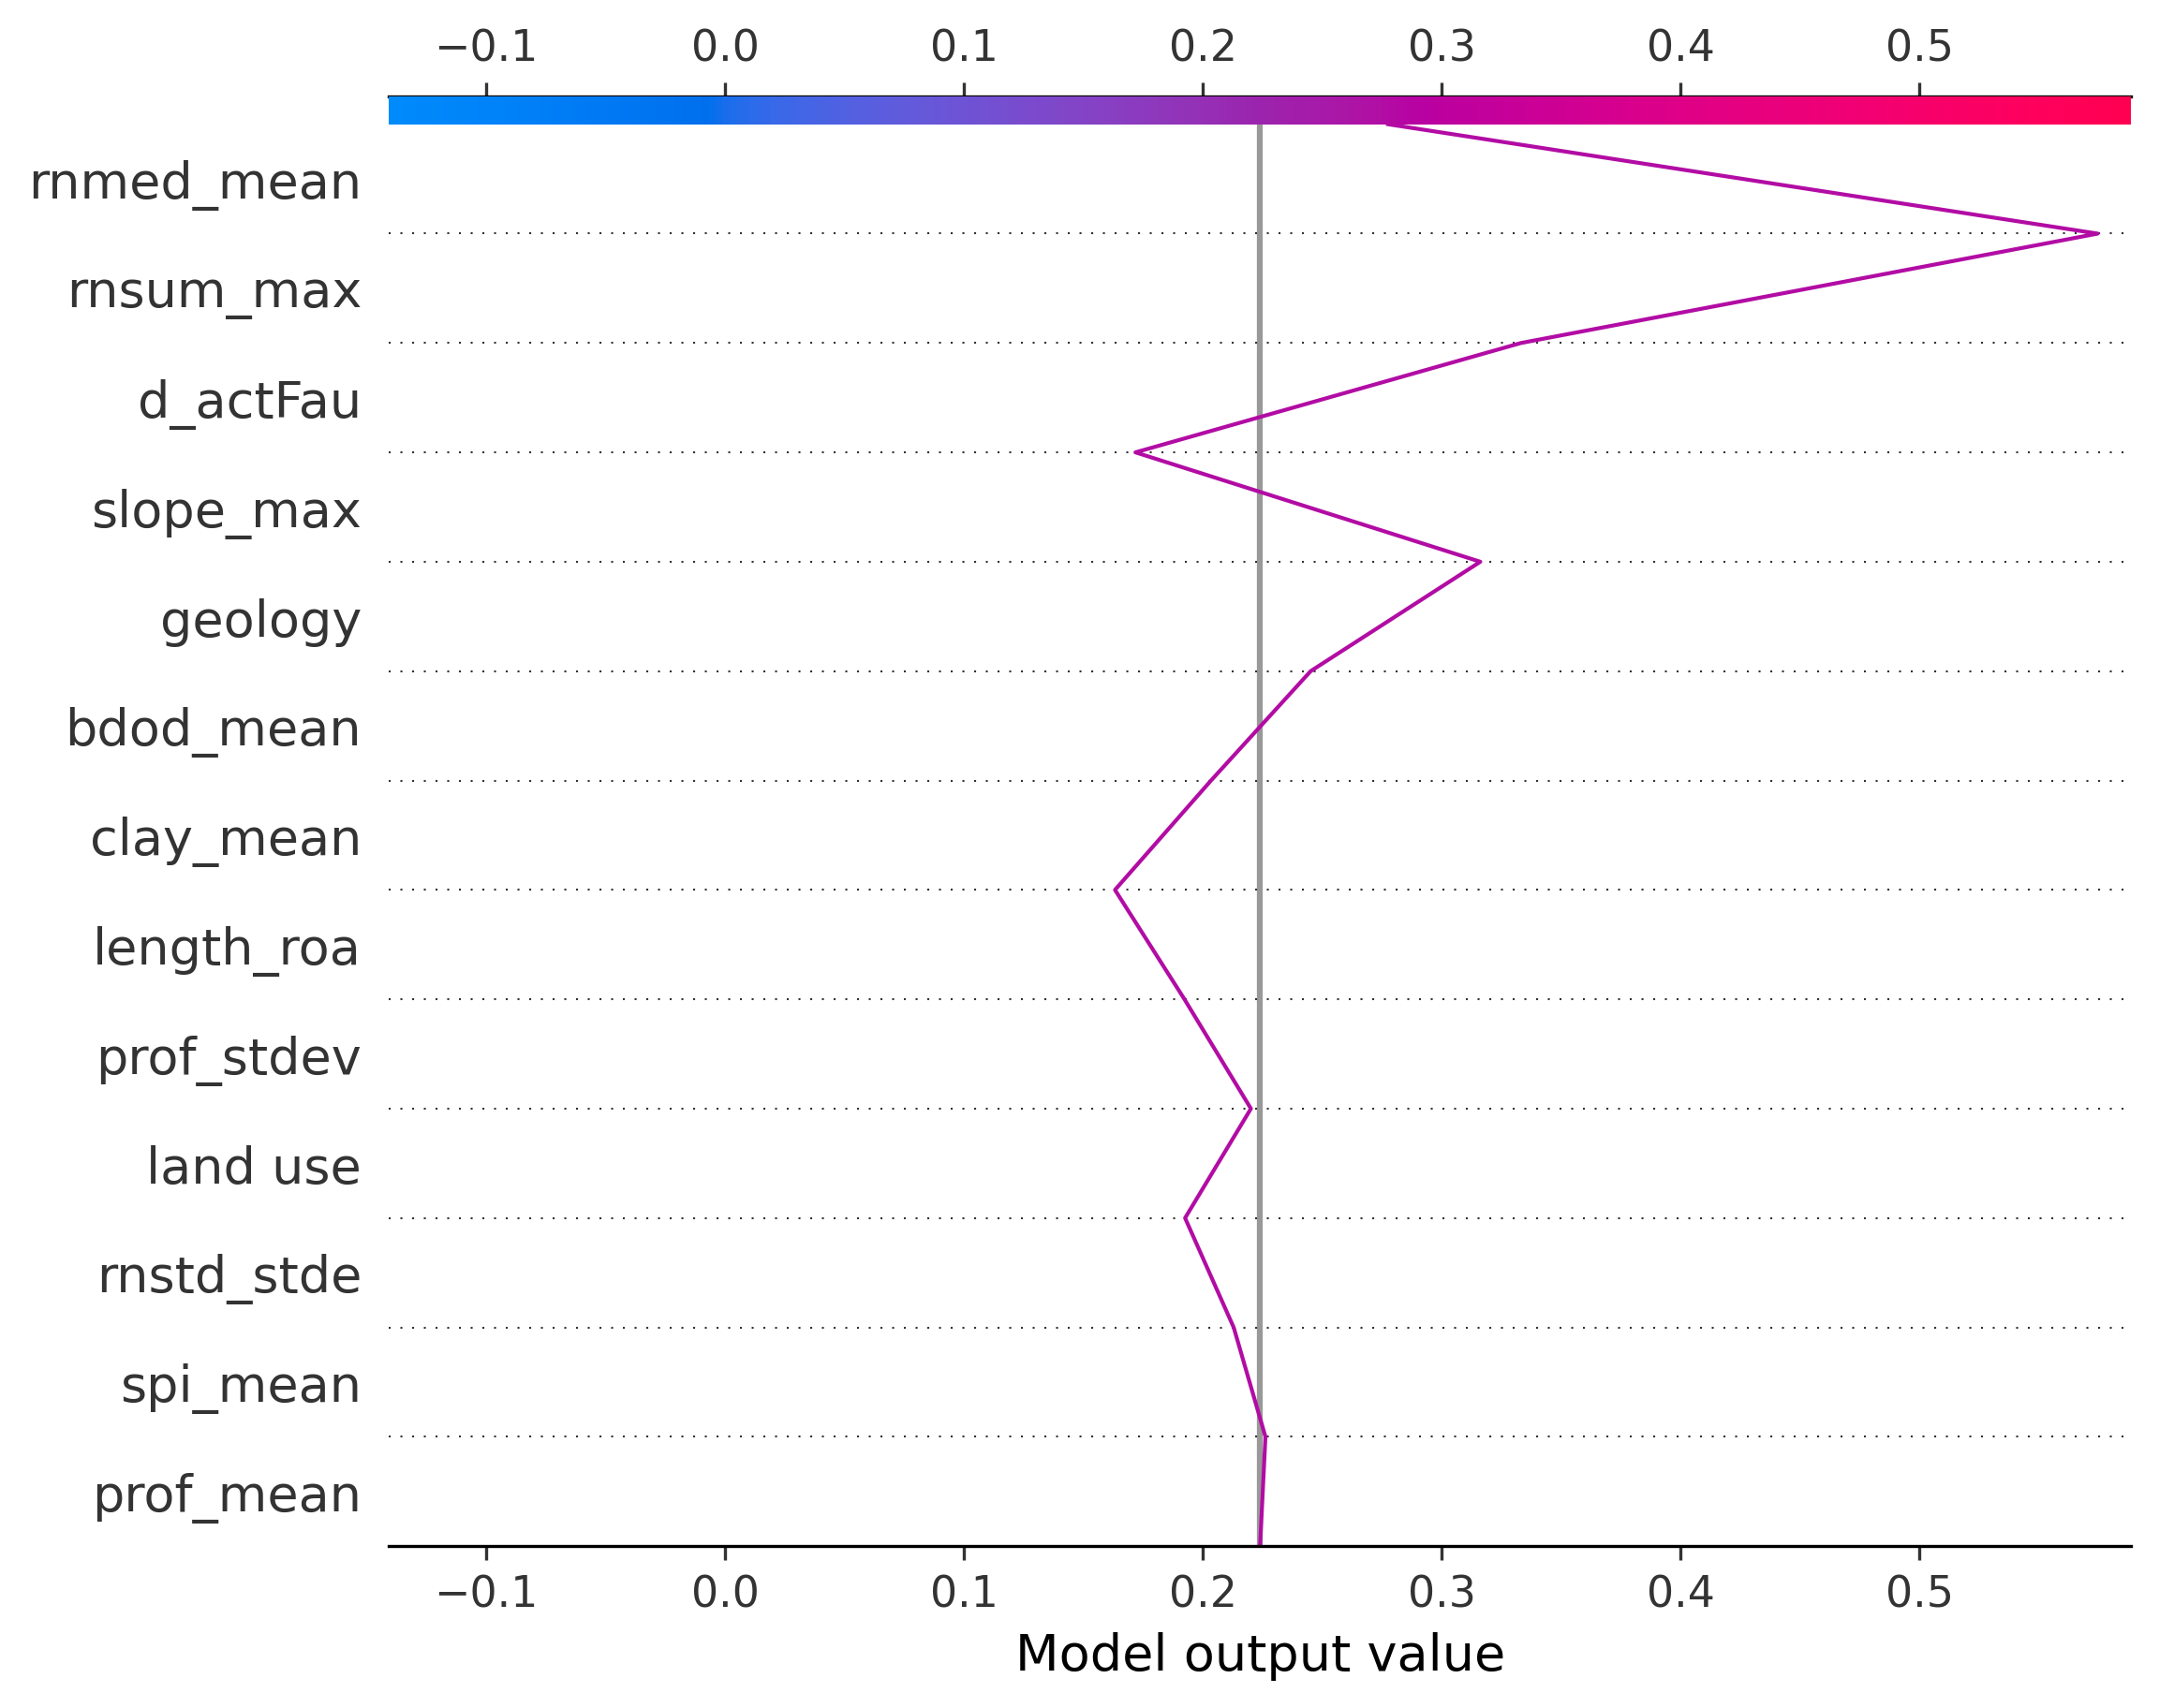 −0.1 0.0 0.1 0.2 0.3 0.4 0.5
rnmed_mean
rnsum_max
d_actFau
slope_max
geology
bdod_mean
clay_mean
length_roa
prof_stdev
land use
rnstd_stde
spi_mean
prof_mean
−0.1 0.0 0.1 0.2 0.3 0.4 0.5
Model output value